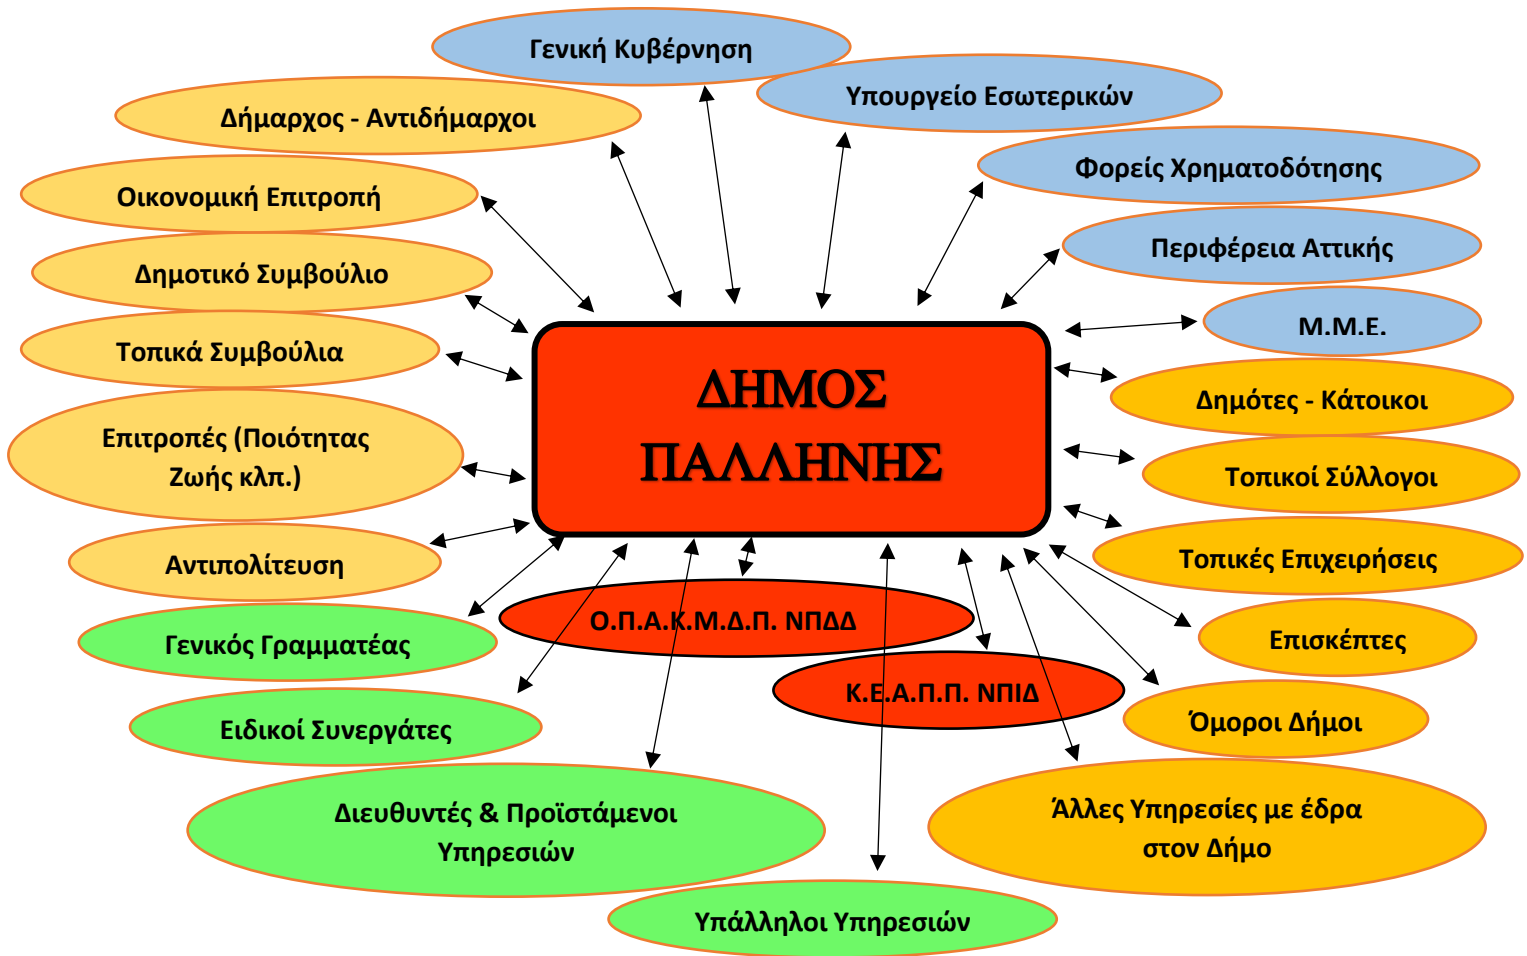 Γενική Κυβέρνηση
Υπουργείο Εσωτερικών
Δήμαρχος - Αντιδήμαρχοι
Φορείς Χρηματοδότησης
Οικονομική Επιτροπή
Περιφέρεια Αττικής
Δημοτικό Συμβούλιο
Μ.Μ.Ε.
Τοπικά Συμβούλια
ΔΗΜΟΣ
ΠΑΛΛΗΝΗΣ
Δημότες - Κάτοικοι
Επιτροπές (Ποιότητας
Ζωής κλπ.)
Τοπικοί Σύλλογοι
Αντιπολίτευση
Τοπικές Επιχειρήσεις
Ο.Π.Α.Κ.Μ.Δ.Π. ΝΠΔΔ
Γενικός Γραμματέας
Επισκέπτες
Κ.Ε.Α.Π.Π. ΝΠΙΔ
Ειδικοί Συνεργάτες
Όμοροι Δήμοι
Διευθυντές & Προϊστάμενοι
Υπηρεσιών
Άλλες Υπηρεσίες με έδρα
στον Δήμο
Υπάλληλοι Υπηρεσιών